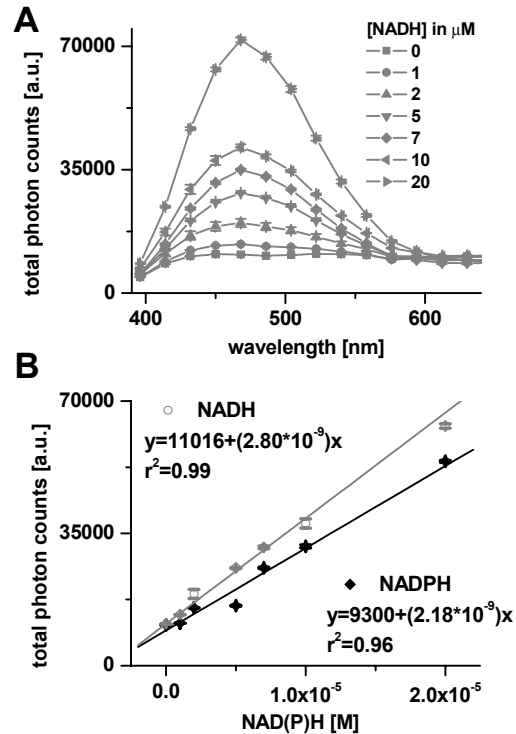 A
70000
35000
0
total photon counts [a.u.]
400
500
600
wavelength [nm]
[NADH] in μM
0
1
2
5
7
10
20
B
70000
35000
0
total photon counts [a.u.]
NADH
y=11016+(2.80*10⁻⁹)x
r²=0.99
NADPH
y=9300+(2.18*10⁻⁹)x
r²=0.96
0.0
1.0x10⁻⁵
2.0x10⁻⁵
NAD(P)H [M]